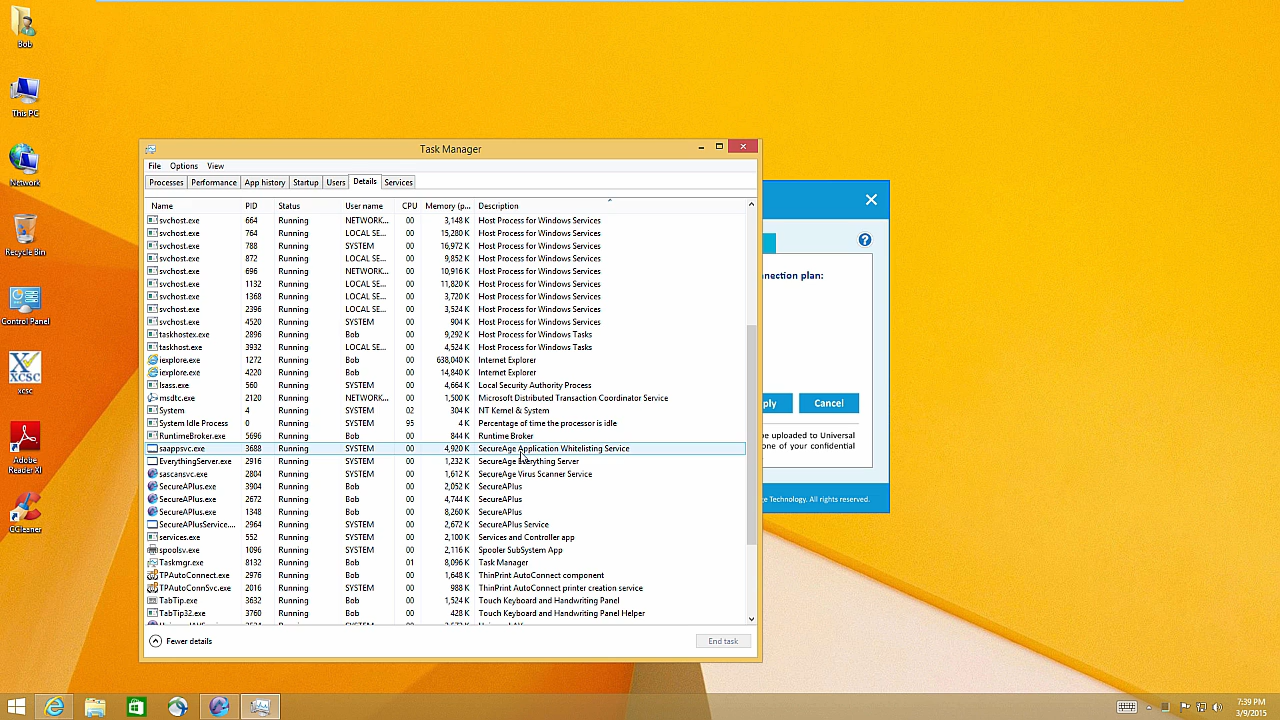 Bob
This PC
Network
Recycle Bin
Control Panel
XCSC
xcsc
Adobe
Reader XI
CCleaner
Task Manager
File Options View
Processes Performance App history Startup Users Details Services
Name PID Status User name CPU Memory (p... Description
svchost.exe 664 Running NETWORK... 00 3,148 K Host Process for Windows Services
svchost.exe 764 Running LOCAL SE... 00 15,280 K Host Process for Windows Services
svchost.exe 788 Running SYSTEM 00 16,972 K Host Process for Windows Services
svchost.exe 872 Running LOCAL SE... 00 9,852 K Host Process for Windows Services
svchost.exe 696 Running NETWORK... 00 10,916 K Host Process for Windows Services
svchost.exe 1132 Running LOCAL SE... 00 11,820 K Host Process for Windows Services
svchost.exe 1368 Running LOCAL SE... 00 3,720 K Host Process for Windows Services
svchost.exe 2396 Running LOCAL SE... 00 3,524 K Host Process for Windows Services
svchost.exe 4520 Running SYSTEM 00 904 K Host Process for Windows Services
taskhostex.exe 2896 Running Bob 00 9,292 K Host Process for Windows Tasks
taskhost.exe 3932 Running LOCAL SE... 00 4,524 K Host Process for Windows Tasks
iexplore.exe 1272 Running Bob 00 638,040 K Internet Explorer
iexplore.exe 4220 Running Bob 00 14,840 K Internet Explorer
lsass.exe 560 Running SYSTEM 00 4,664 K Local Security Authority Process
msdtc.exe 2120 Running NETWORK... 00 1,500 K Microsoft Distributed Transaction Coordinator Service
System 4 Running SYSTEM 02 304 K NT Kernel & System
System Idle Process 0 Running SYSTEM 95 4 K Percentage of time the processor is idle
RuntimeBroker.exe 5696 Running Bob 00 844 K Runtime Broker
saappsvc.exe 3688 Running SYSTEM 00 4,920 K SecureAge Application Whitelisting Service
EverythingServer.exe 2916 Running SYSTEM 00 1,232 K SecureAge Everything Server
sascansvc.exe 2804 Running SYSTEM 00 1,612 K SecureAge Virus Scanner Service
SecureAPlus.exe 3904 Running Bob 00 2,052 K SecureAPlus
SecureAPlus.exe 2672 Running Bob 00 4,744 K SecureAPlus
SecureAPlus.exe 1348 Running Bob 00 8,260 K SecureAPlus
SecureAPlusService.... 2964 Running SYSTEM 00 2,672 K SecureAPlus Service
services.exe 552 Running SYSTEM 00 2,100 K Services and Controller app
spoolsv.exe 1096 Running SYSTEM 00 2,116 K Spooler SubSystem App
Taskmgr.exe 8132 Running Bob 01 8,096 K Task Manager
TPAutoConnect.exe 2976 Running Bob 00 1,648 K ThinPrint AutoConnect component
TPAutoConnSvc.exe 2016 Running SYSTEM 00 988 K ThinPrint AutoConnect printer creation service
TabTip.exe 3632 Running Bob 00 1,524 K Touch Keyboard and Handwriting Panel
TabTip32.exe 3760 Running Bob 00 428 K Touch Keyboard and Handwriting Panel Helper
Fewer details
End task
nnection plan:
ply Cancel
be uploaded to Universal
one of your confidential
ge Technology. All rights reserved.
7:39 PM
3/9/2015